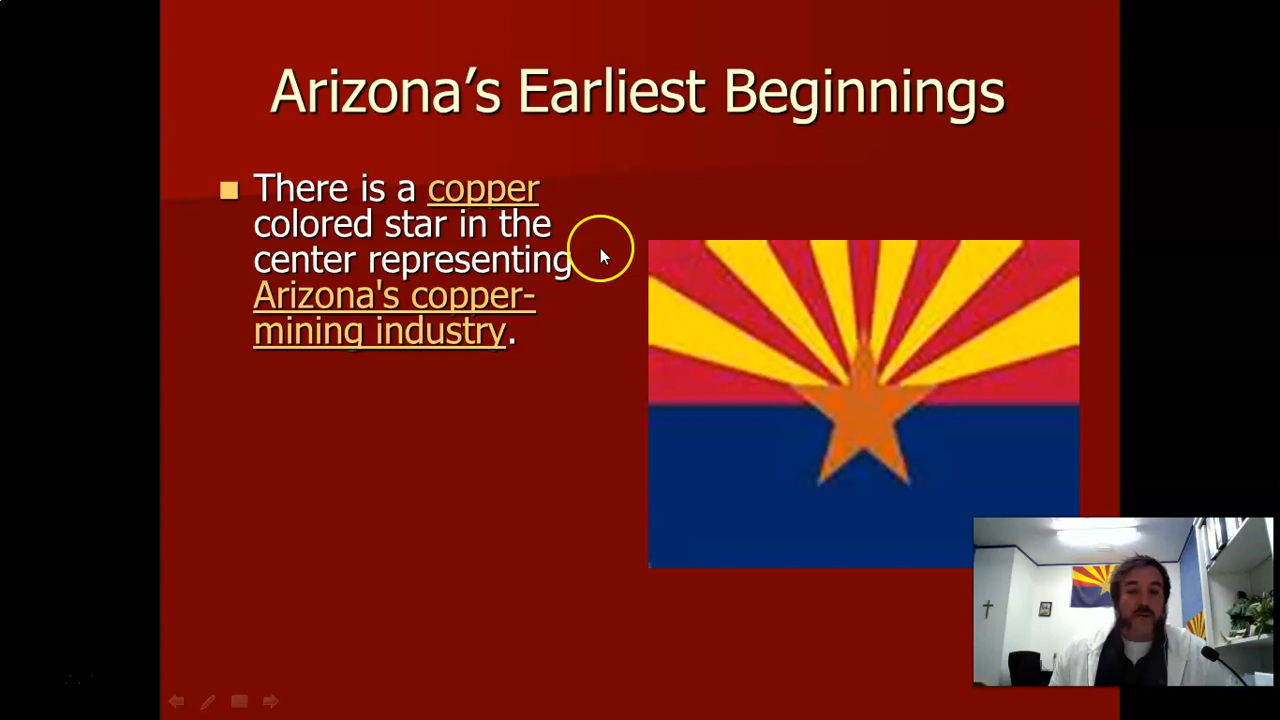 Arizona’s Earliest Beginnings
There is a copper
colored star in the
center representing
Arizona's copper-
mining industry.